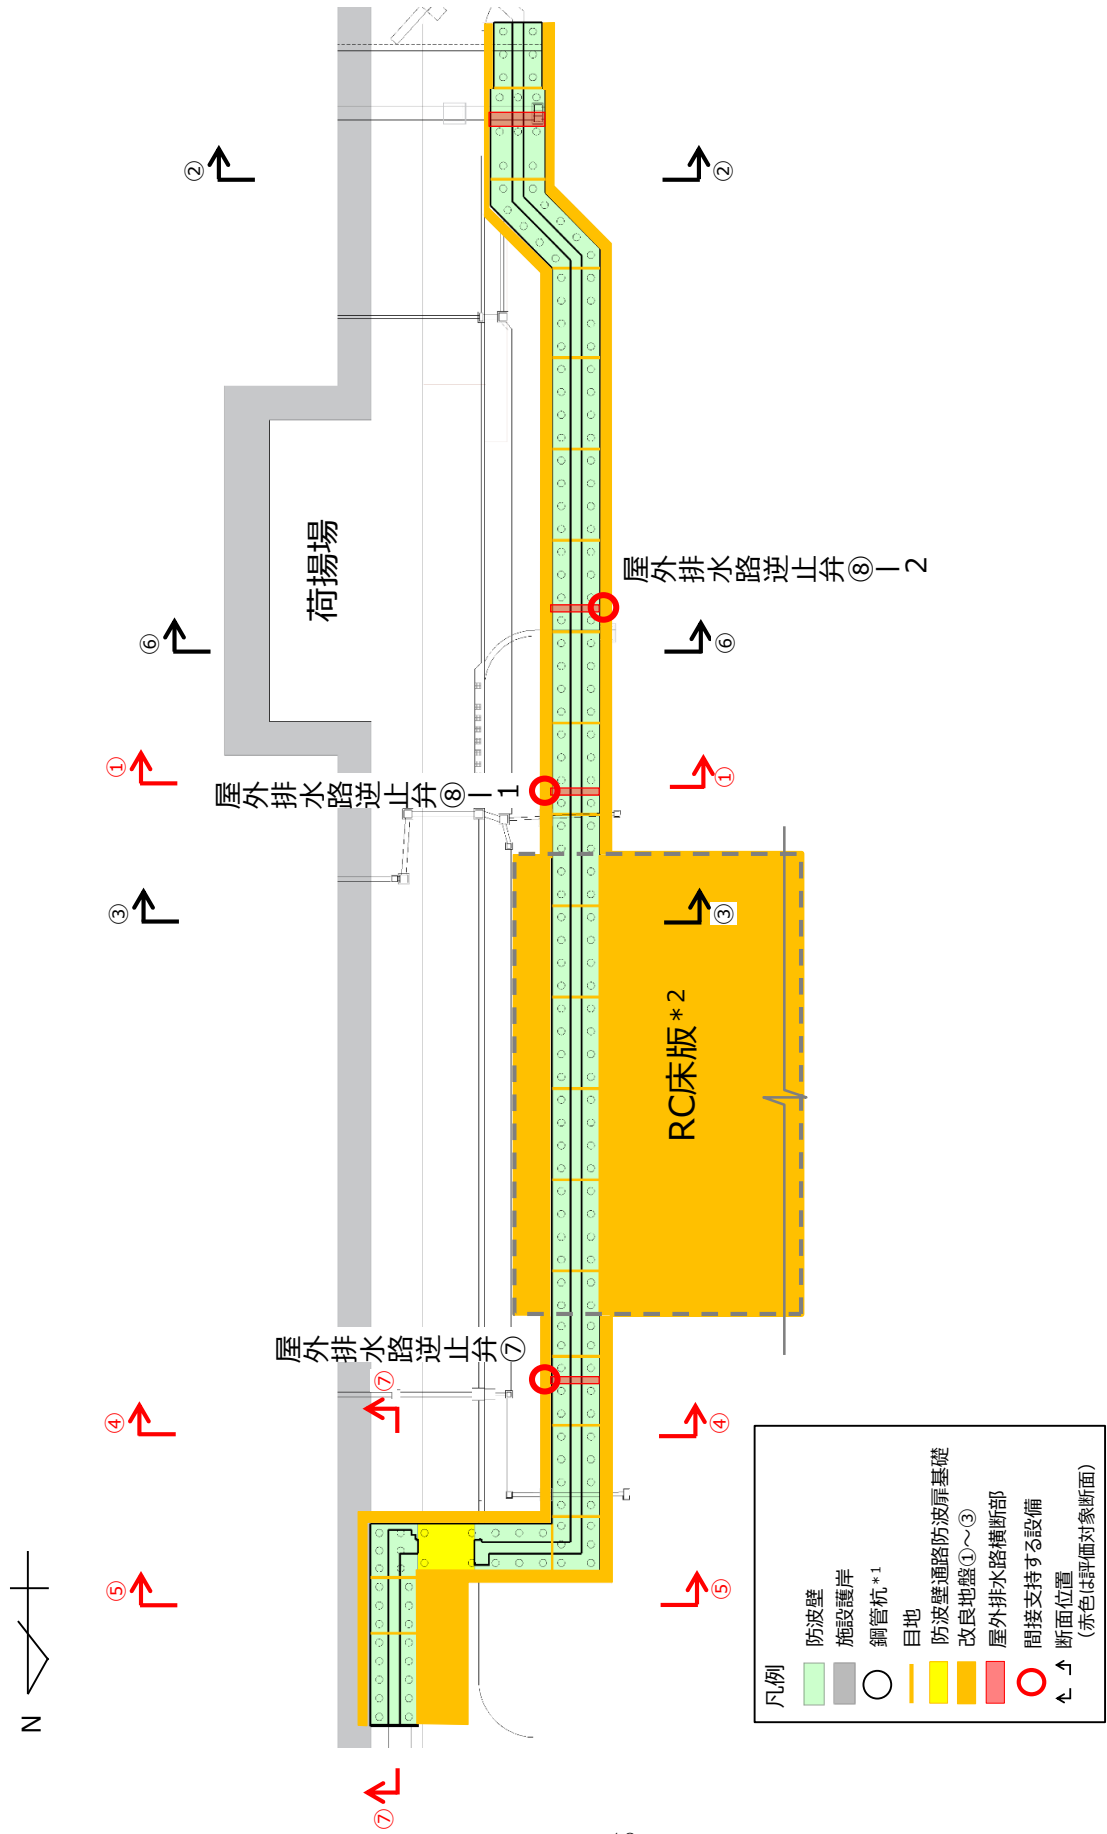 ②
②
荷揚場
屋外排水路逆止弁⑧－2
⑥
⑥
①
①
屋外排水路逆止弁⑧－1
③
③
RC床版*2
屋外排水路逆止弁⑦
⑦
④
④
⑤
⑤
⑦
N
凡例
防波壁
施設護岸
鋼管杭*1
目地
防波壁通路防波扉基礎
改良地盤①～③
屋外排水路横断部
間接支持する設備
断面位置
（赤色は評価対象断面）